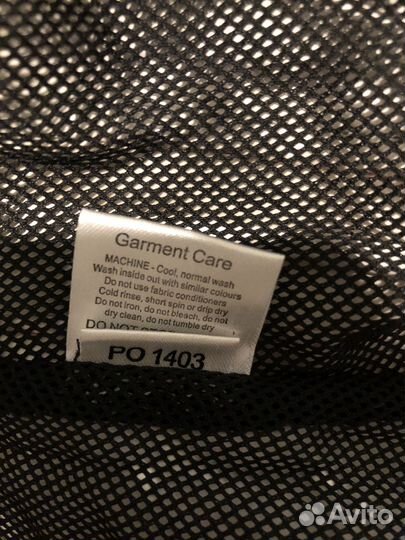 Garment Care
MACHINE - Cool, normal wash
Wash inside out with similar colours
Do not use fabric conditioners
Cold rinse, short spin or drip dry
Do not iron, do not bleach, do not
dry clean, do not tumble dry
DO NOT
PO 1403
Avito